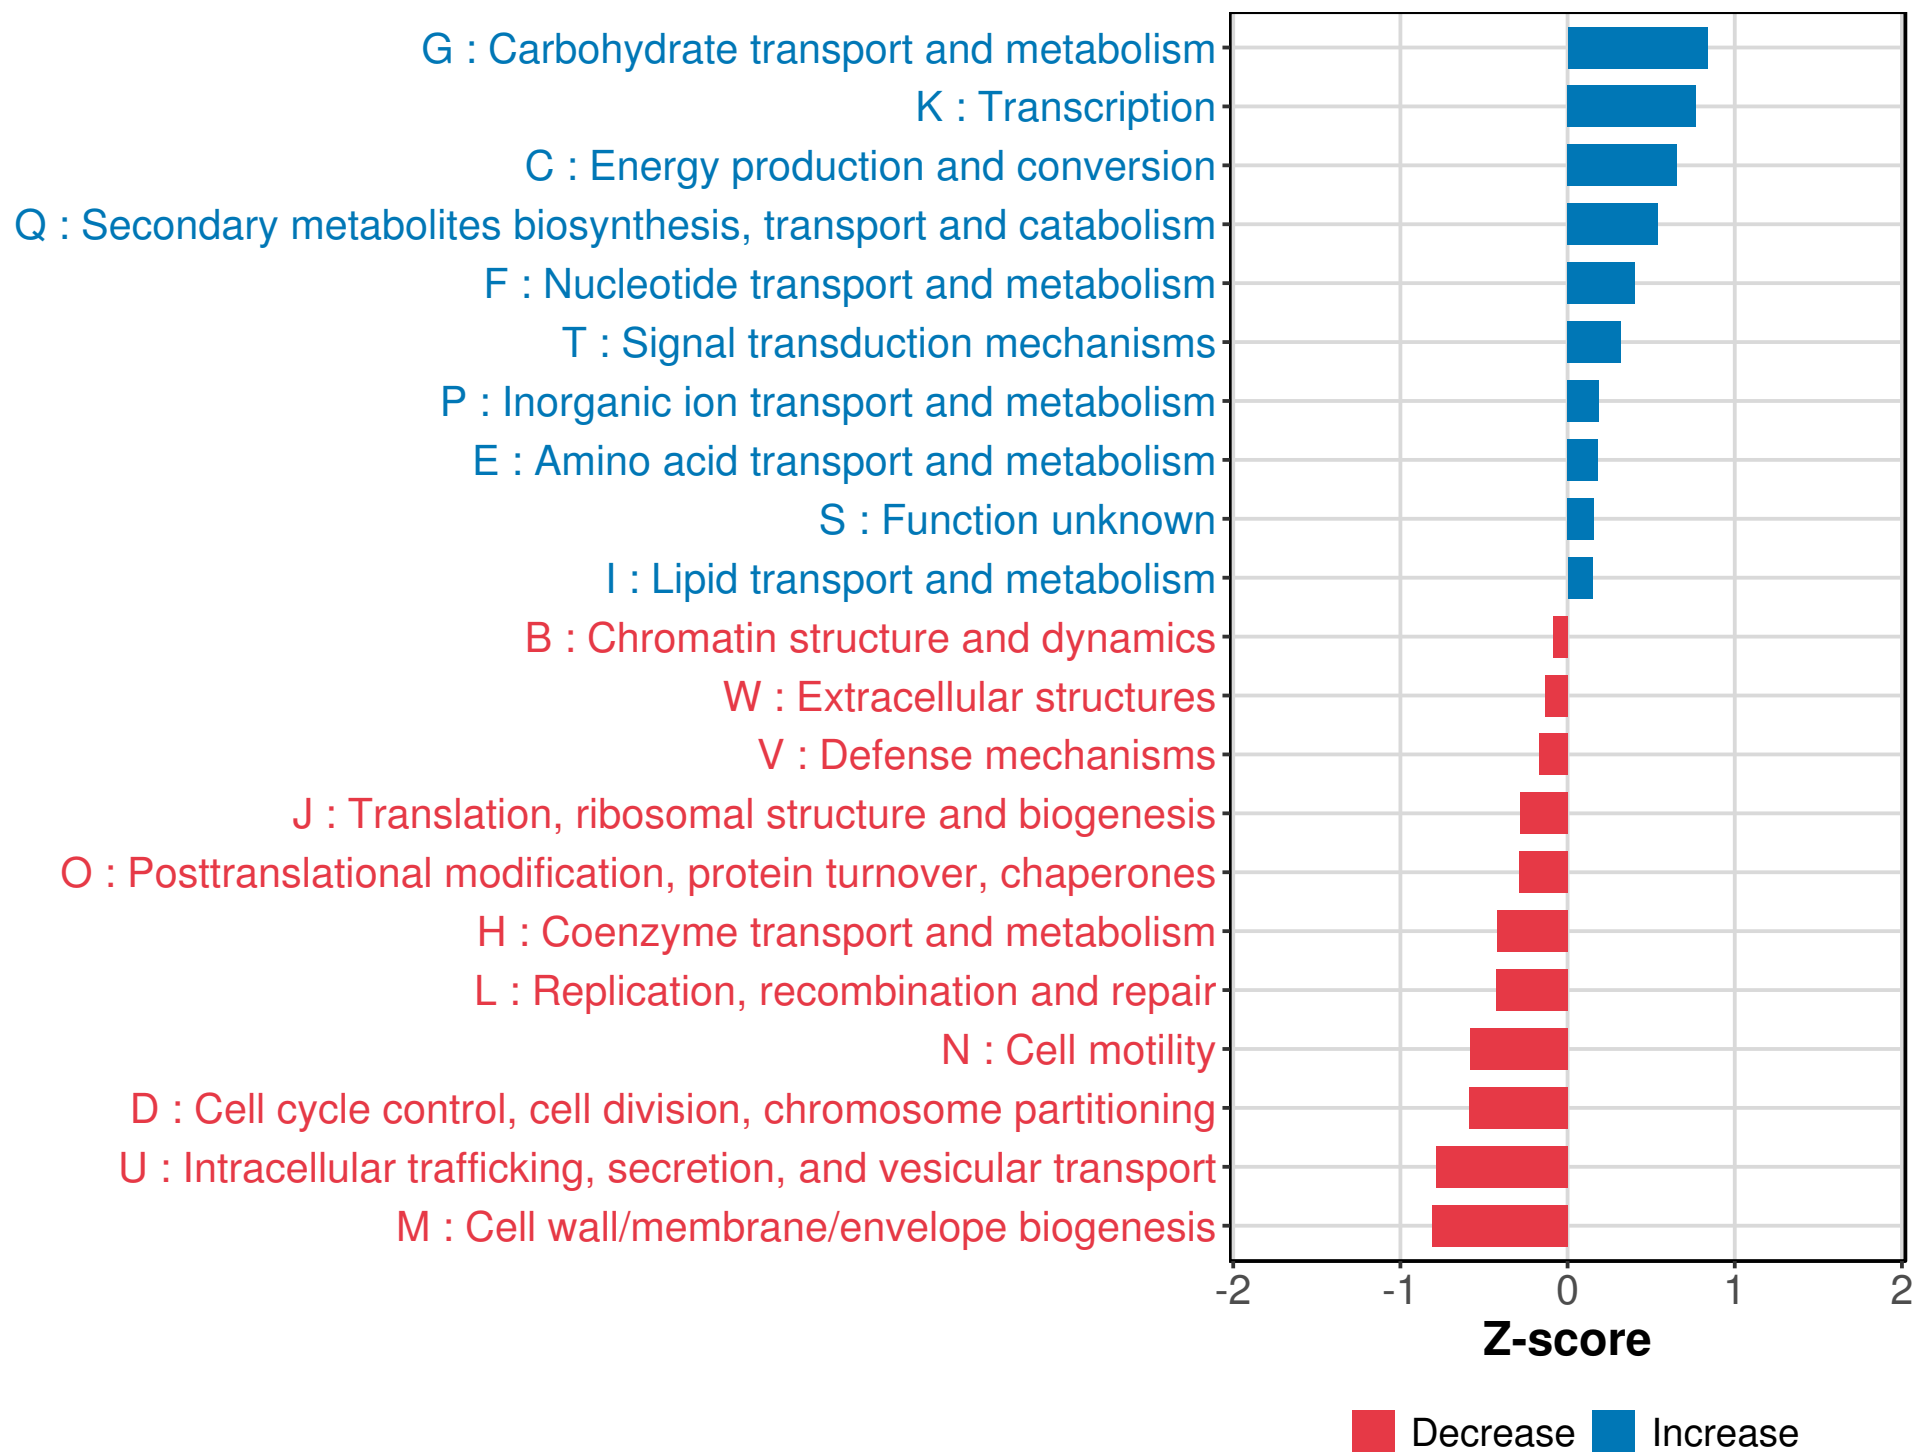 G : Carbohydrate transport and metabolism
K : Transcription
C : Energy production and conversion
Q : Secondary metabolites biosynthesis, transport and catabolism
F : Nucleotide transport and metabolism
T : Signal transduction mechanisms
P : Inorganic ion transport and metabolism
E : Amino acid transport and metabolism
S : Function unknown
I : Lipid transport and metabolism
B : Chromatin structure and dynamics
W : Extracellular structures
V : Defense mechanisms
J : Translation, ribosomal structure and biogenesis
O : Posttranslational modification, protein turnover, chaperones
H : Coenzyme transport and metabolism
L : Replication, recombination and repair
N : Cell motility
D : Cell cycle control, cell division, chromosome partitioning
U : Intracellular trafficking, secretion, and vesicular transport
M : Cell wall/membrane/envelope biogenesis
-2 -1 0 1 2
Z-score
Decrease Increase